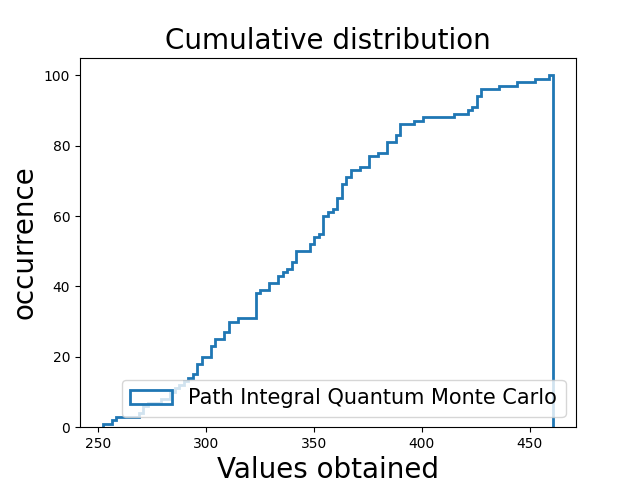 Cumulative distribution
occurrence
100
80
60
40
20
0
Path Integral Quantum Monte Carlo
250 300 350 400 450
Values obtained